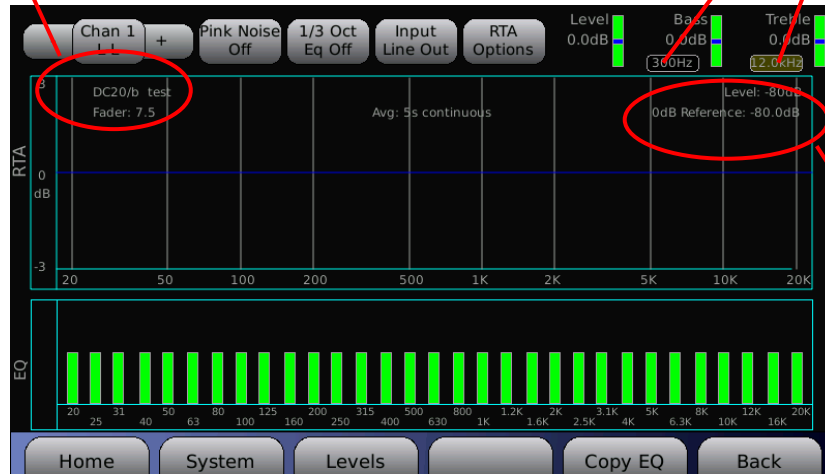 Chan 1
L L
+
Pink Noise
Off
1/3 Oct
Eq Off
Input
Line Out
RTA
Options
Level
0.0dB
Bass
0.0dB
300Hz
Treble
0.0dB
12.0kHz
RTA
3
0
dB
-3
DC20/b test
Fader: 7.5
Avg: 5s continuous
Level: -80dB
0dB Reference: -80.0dB
20 50 100 200 500 1K 2K 5K 10K 20K
EQ
20 31 50 80 125 200 315 500 800 1.2K 2K 3.1K 5K 8K 12K 20K
25 40 63 100 160 250 400 630 1K 1.6K 2.5K 4K 6.3K 10K 16K
Home
System
Levels
Copy EQ
Back